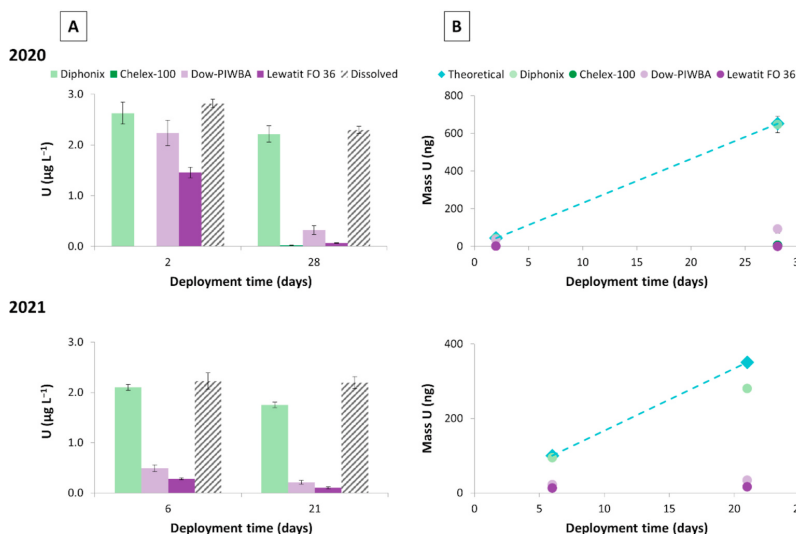 A
B
2020
Diphonix Chelex-100 Dow-PIWBA Lewatit FO 36 Dissolved
3.0
2.0
1.0
0.0
U (µg L⁻¹)
2 28
Deployment time (days)
Theoretical Diphonix Chelex-100 Dow-PIWBA Lewatit FO 36
800
600
400
200
0
Mass U (ng)
0 5 10 15 20 25 3
Deployment time (days)
2021
3.0
2.0
1.0
0.0
U (µg L⁻¹)
6 21
Deployment time (days)
400
200
0
Mass U (ng)
0 5 10 15 20 2
Deployment time (days)